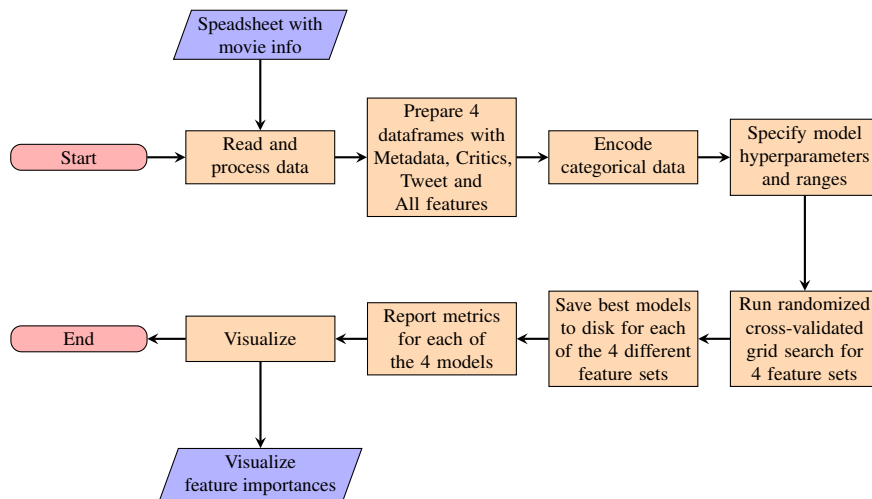 Speadsheet with
movie info
Start
Read and
process data
Prepare 4
dataframes with
Metadata, Critics,
Tweet and
All features
Encode
categorical data
Specify model
hyperparameters
and ranges
Run randomized
cross-validated
grid search for
4 feature sets
Save best models
to disk for each
of the 4 different
feature sets
Report metrics
for each of
the 4 models
Visualize
End
Visualize
feature importances